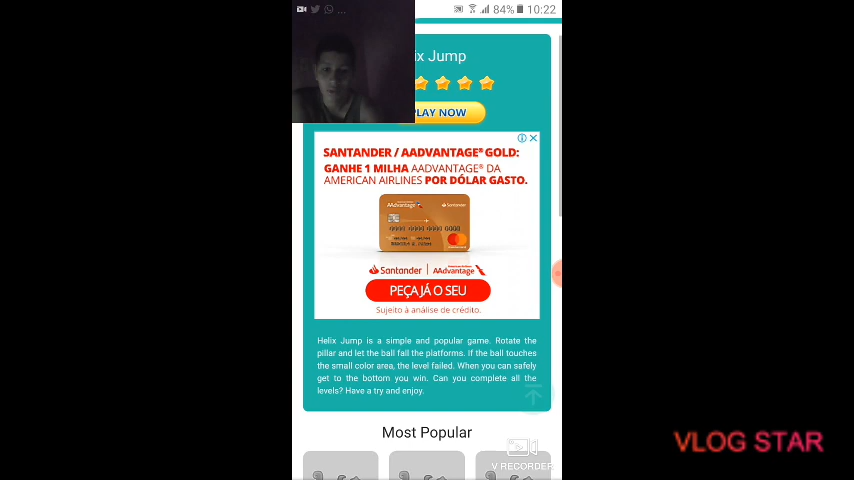 ... 84% 10:22
ix Jump
PLAY NOW
SANTANDER / AADVANTAGE® GOLD:
GANHE 1 MILHA AADVANTAGE® DA
AMERICAN AIRLINES POR DÓLAR GASTO.
AAdvantage Santander
Santander AAdvantage
PEÇA JÁ O SEU
Sujeito à análise de crédito.
Helix Jump is a simple and popular game. Rotate the
pillar and let the ball fall the platforms. If the ball touches
the small color area, the level failed. When you can safely
get to the bottom you win. Can you complete all the
levels? Have a try and enjoy.
Most Popular
V RECORDER
VLOG STAR